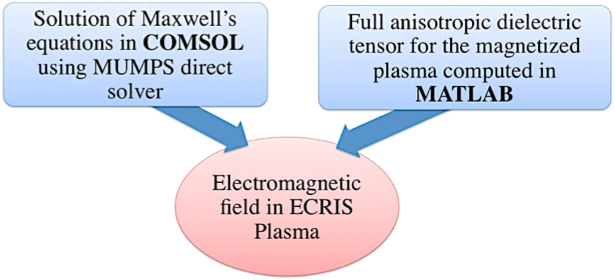 Solution of Maxwell's
equations in COMSOL
using MUMPS direct
solver
Full anisotropic dielectric
tensor for the magnetized
plasma computed in
MATLAB
Electromagnetic
field in ECRIS
Plasma